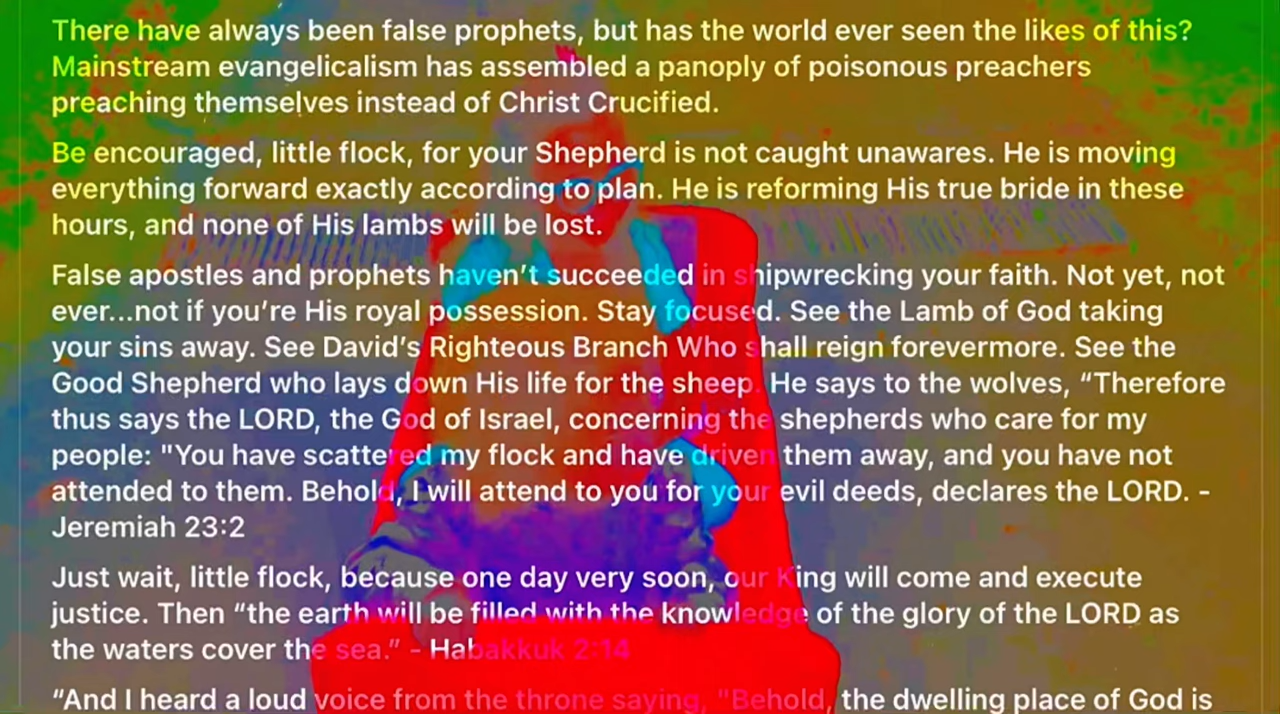 There have always been false prophets, but has the world ever seen the likes of this?
Mainstream evangelicalism has assembled a panoply of poisonous preachers
preaching themselves instead of Christ Crucified.
Be encouraged, little flock, for your Shepherd is not caught unawares. He is moving
everything forward exactly according to plan. He is reforming His true bride in these
hours, and none of His lambs will be lost.
False apostles and prophets haven't succeeded in shipwrecking your faith. Not yet, not
ever...not if you're His royal possession. Stay focused. See the Lamb of God taking
your sins away. See David's Righteous Branch Who shall reign forevermore. See the
Good Shepherd who lays down His life for the sheep. He says to the wolves, “Therefore
thus says the LORD, the God of Israel, concerning the shepherds who care for my
people: "You have scattered my flock and have driven them away, and you have not
attended to them. Behold, I will attend to you for your evil deeds, declares the LORD. -
Jeremiah 23:2
Just wait, little flock, because one day very soon, our King will come and execute
justice. Then “the earth will be filled with the knowledge of the glory of the LORD as
the waters cover the sea.” - Habakkuk 2:14
“And I heard a loud voice from the throne saying, "Behold, the dwelling place of God is